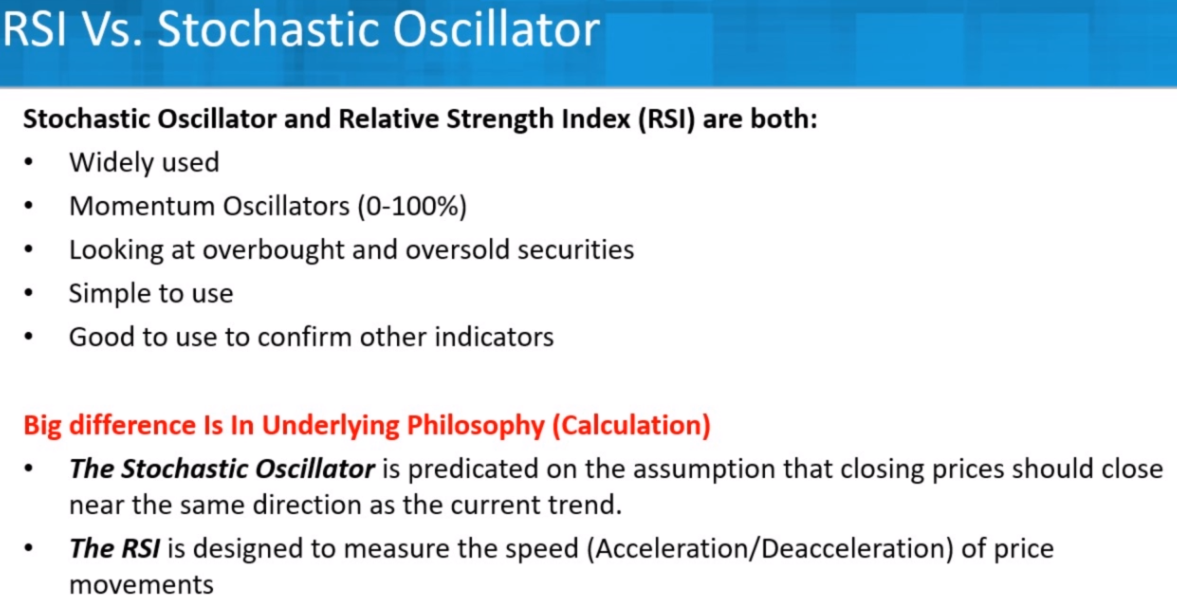 RSI Vs. Stochastic Oscillator
Stochastic Oscillator and Relative Strength Index (RSI) are both:
• Widely used
• Momentum Oscillators (0-100%)
• Looking at overbought and oversold securities
• Simple to use
• Good to use to confirm other indicators
Big difference Is In Underlying Philosophy (Calculation)
• The Stochastic Oscillator is predicated on the assumption that closing prices should close
near the same direction as the current trend.
• The RSI is designed to measure the speed (Acceleration/Deacceleration) of price
movements